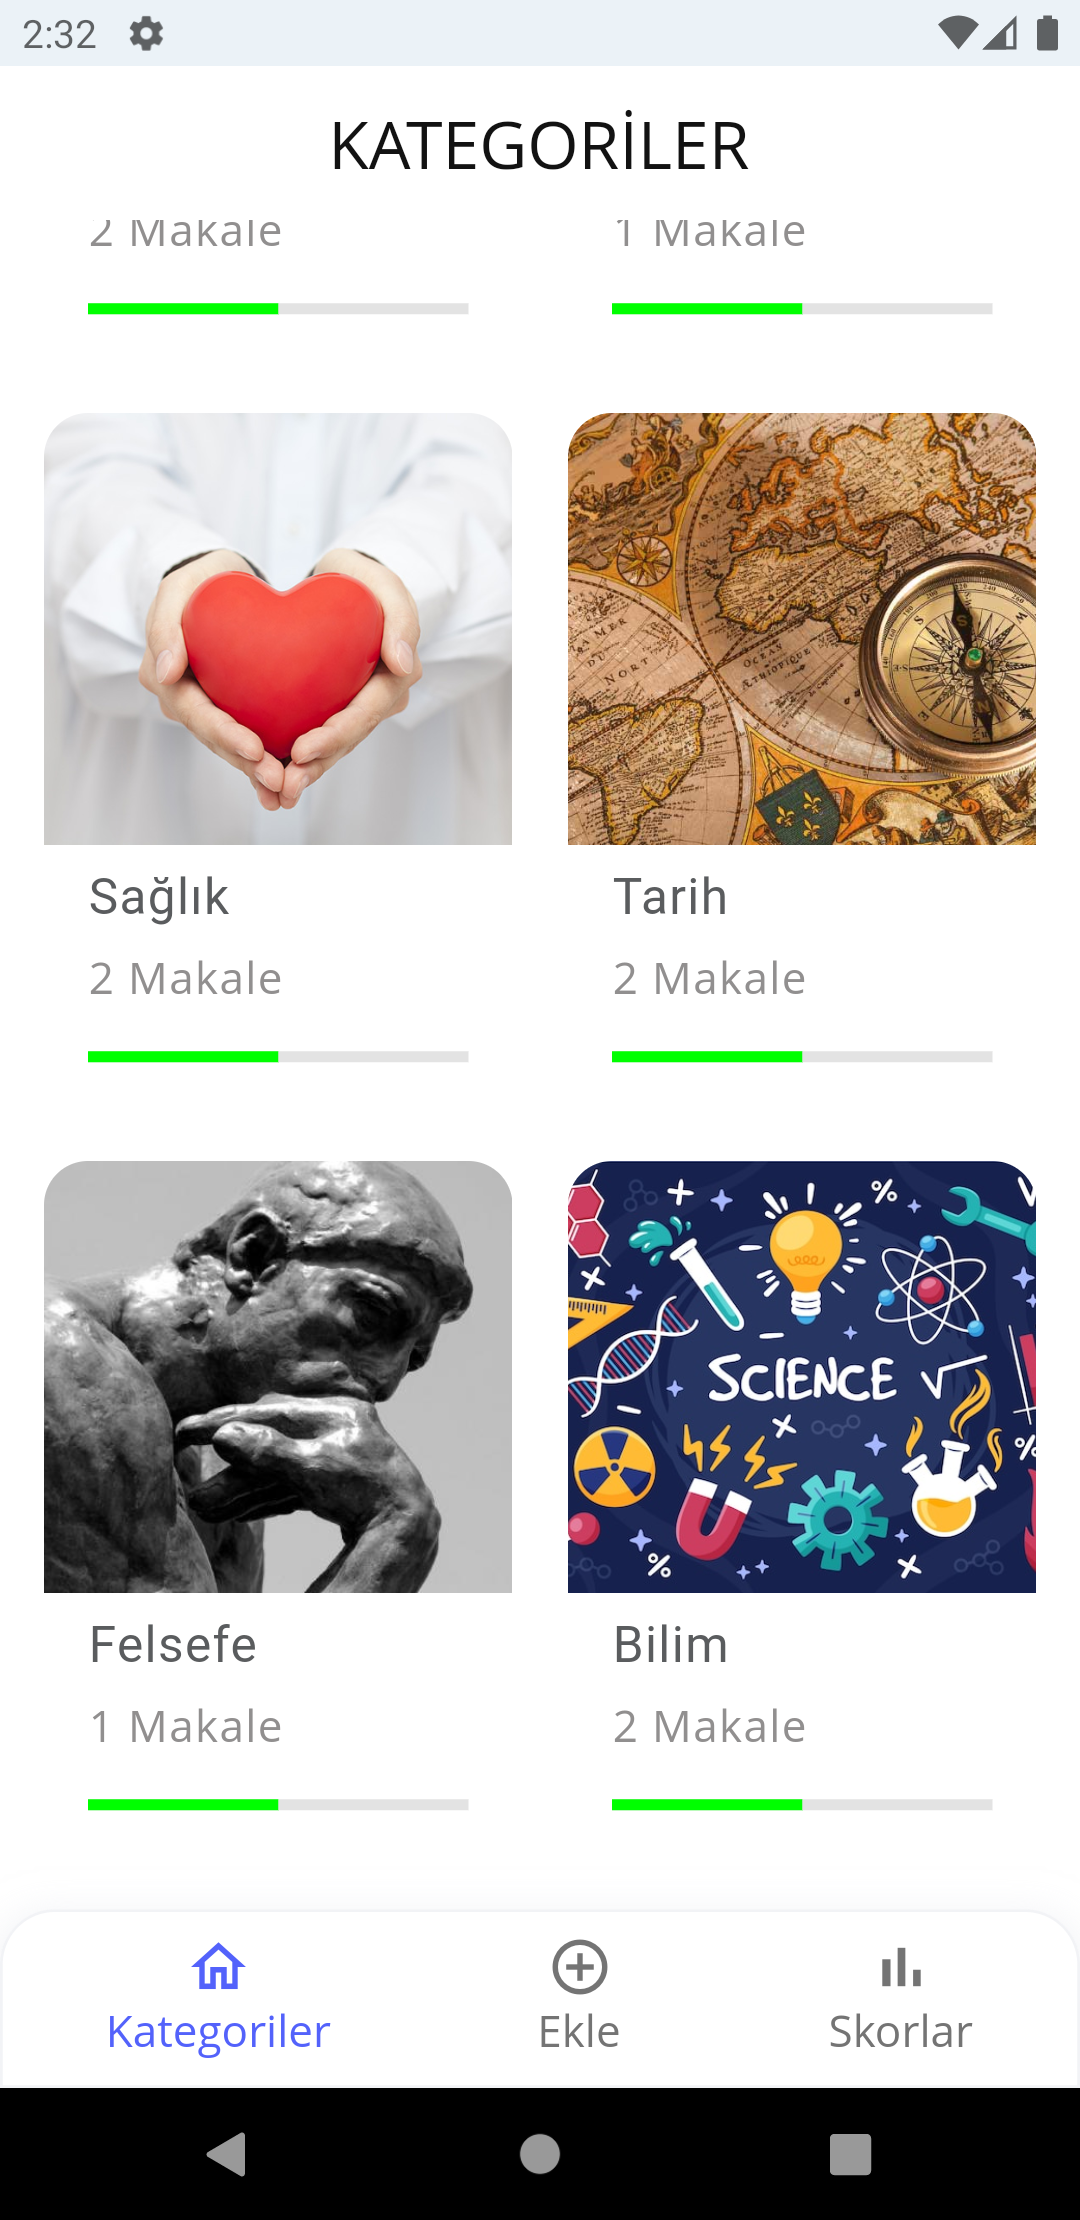 2:32
KATEGORİLER
2 Makale
1 Makale
Sağlık
Tarih
2 Makale
2 Makale
SCIENCE
Felsefe
Bilim
1 Makale
2 Makale
Kategoriler
Ekle
Skorlar